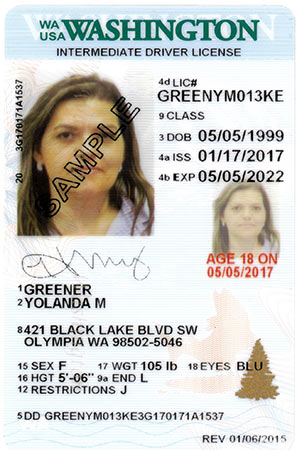 WA
USA WASHINGTON
INTERMEDIATE DRIVER LICENSE
4d LIC#
GREENYM013KE
9 CLASS
3 DOB 05/05/1999
4a ISS 01/17/2017
4b EXP 05/05/2022
20 3G170171A1537
SAMPLE
AGE 18 ON
05/05/2017
1 GREENER
2 YOLANDA M
8 421 BLACK LAKE BLVD SW
OLYMPIA WA 98502-5046
15 SEX F 17 WGT 105 lb 18 EYES BLU
16 HGT 5'-06" 9a END L
12 RESTRICTIONS J
5 DD GREENYM013KE3G170171A1537
REV 01/06/2015